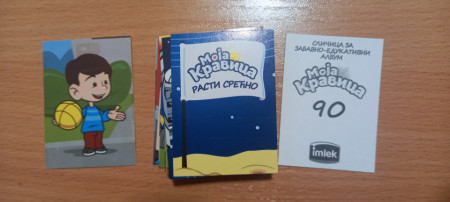 Моја
Кравица
РАСТИ СРЕЋНО
СЛИЧИЦА ЗА
ЗАБАВНО-ЕДУКАТИВНИ
АЛБУМ
Моја
Кравица
90
imlek